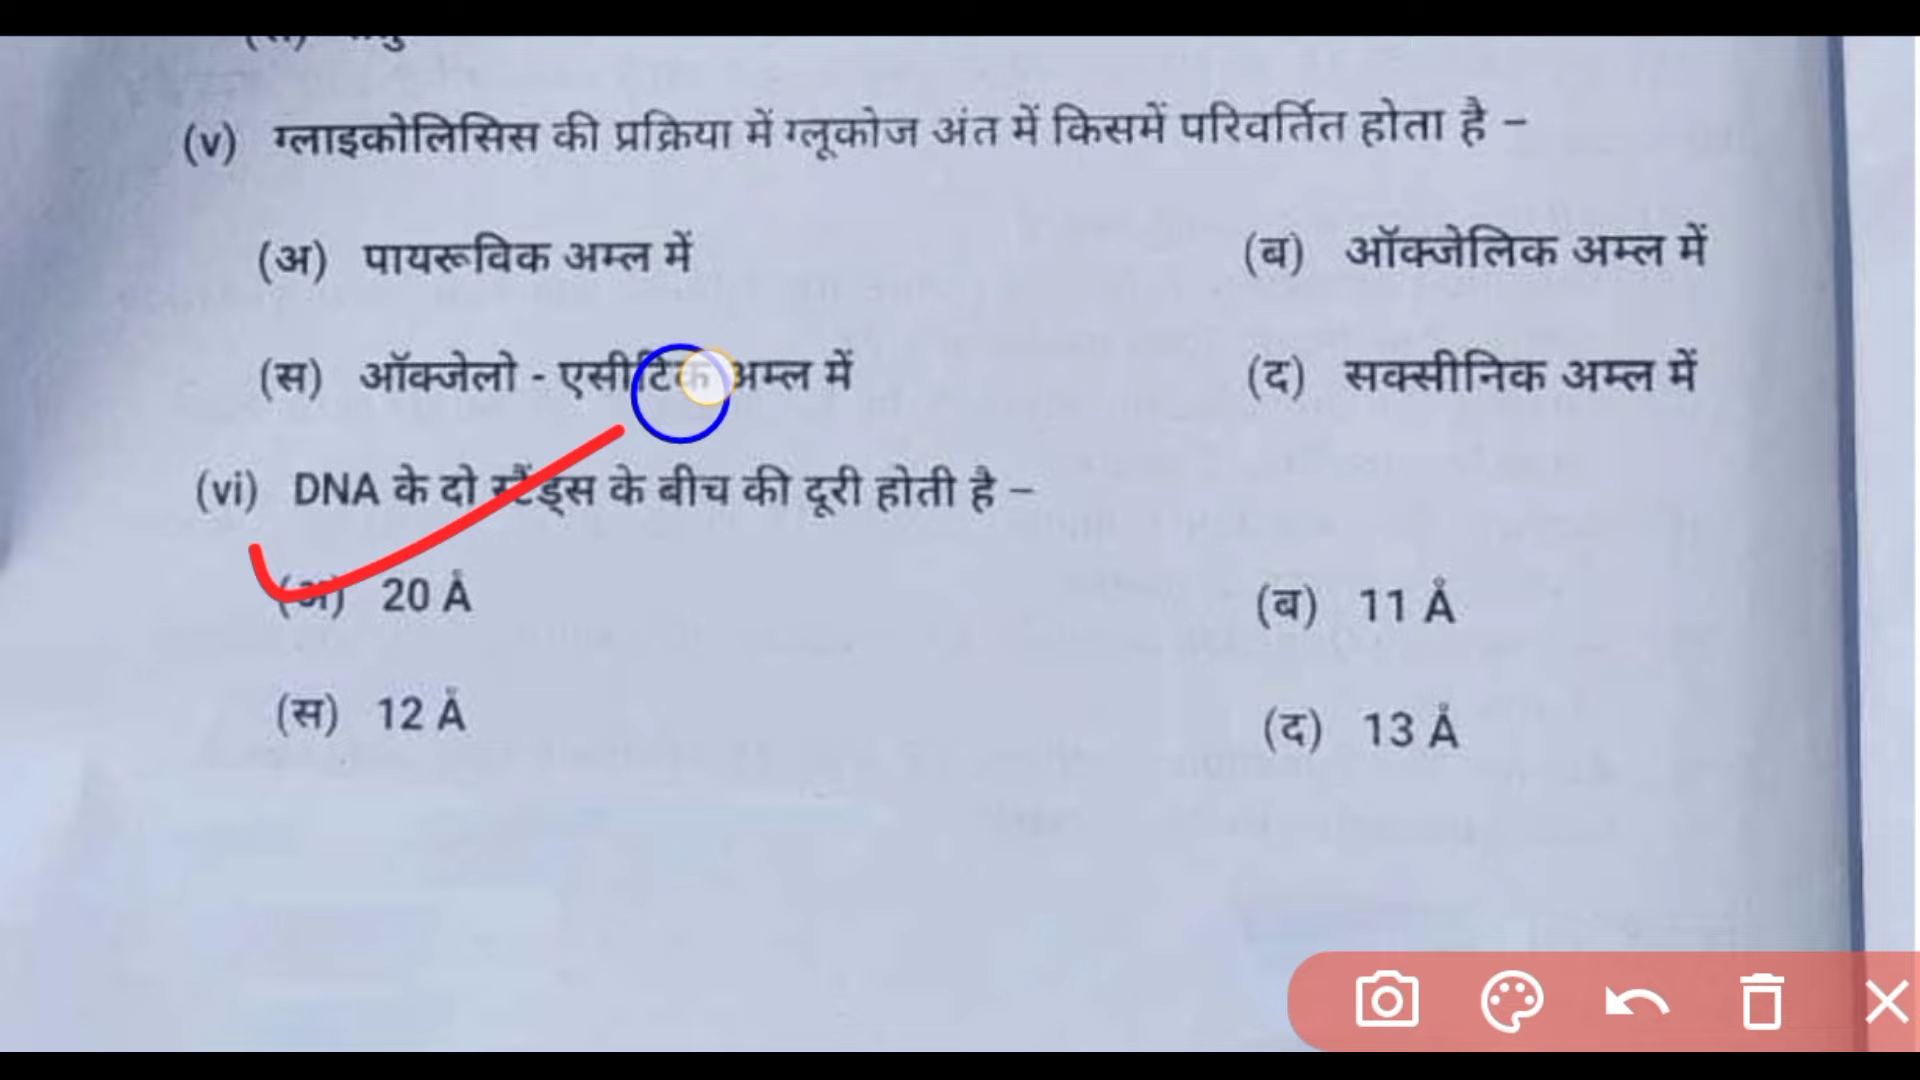 (v) ग्लाइकोलिसिस की प्रक्रिया में ग्लूकोज अंत में किसमें परिवर्तित होता है –
(अ) पायरूविक अम्ल में (ब) ऑक्जेलिक अम्ल में
(स) ऑक्जेलो - एसीटिक अम्ल में (द) सक्सीनिक अम्ल में
(vi) DNA के दो स्टैंड्स के बीच की दूरी होती है –
(अ) 20 Å (ब) 11 Å
(स) 12 Å (द) 13 Å